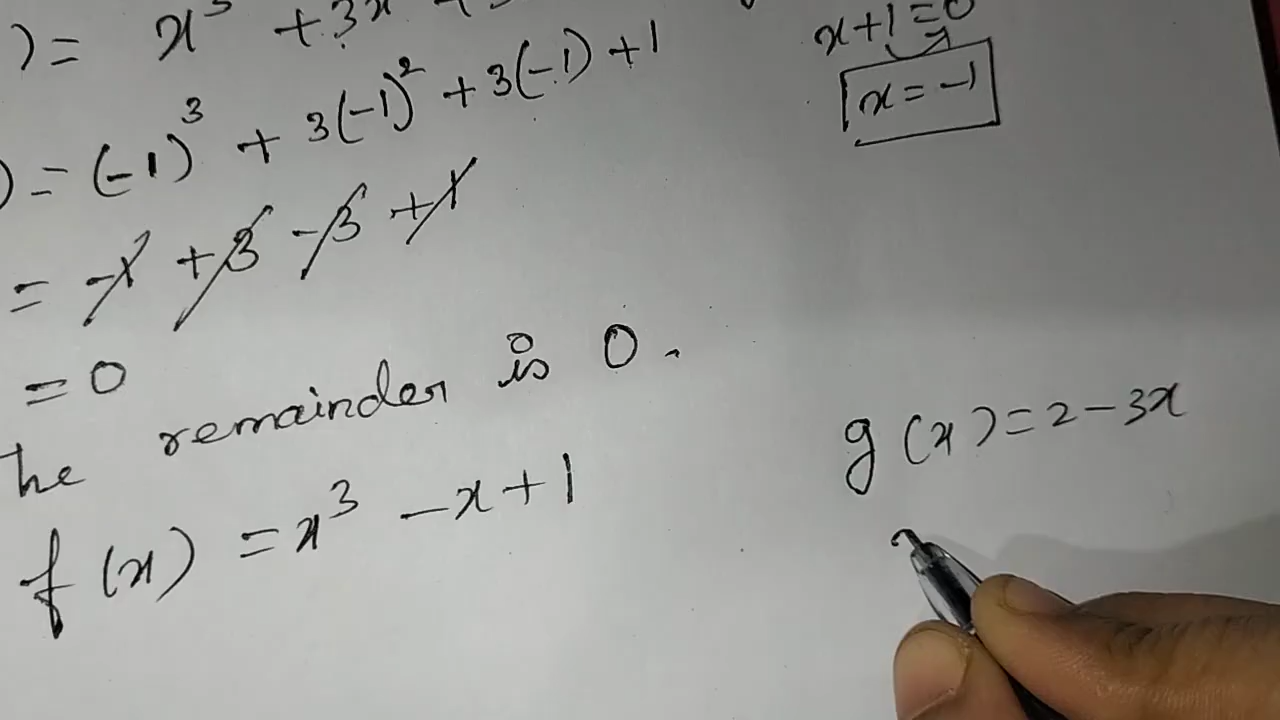 ) = x³ + 3x
x+1=0
x = -1
) = (-1)³ + 3(-1)² + 3(-1) + 1
= -1 + 3 - 3 + 1
= 0
he remainder is 0.
g(x) = 2 - 3x
f(x) = x³ - x + 1